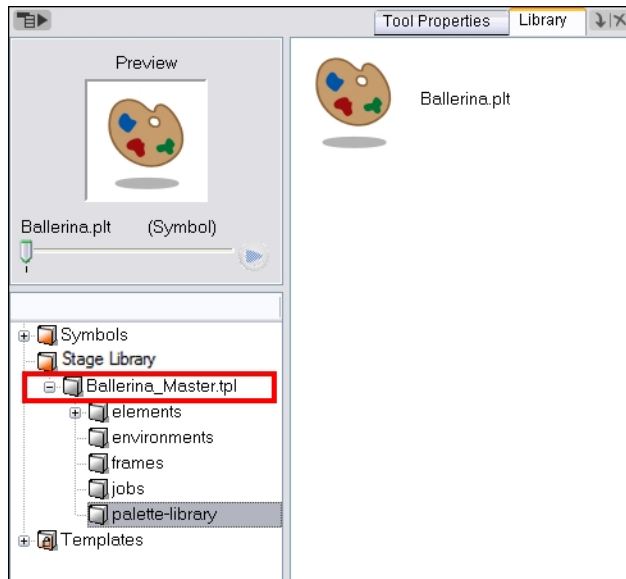 Tool Properties
Library
Preview
Ballerina.plt (Symbol)
Ballerina.plt
Symbols
Stage Library
Ballerina_Master.tpl
elements
environments
frames
jobs
palette-library
Templates